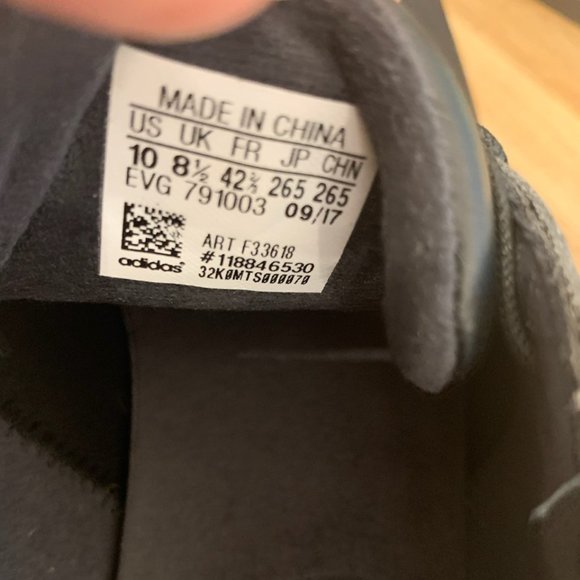 MADE IN CHINA
US UK FR JP CHN
10 8½ 42⅔ 265 265
EVG 791003 09/17
ART F33618
#118846530
adidas
32K0MTS000070